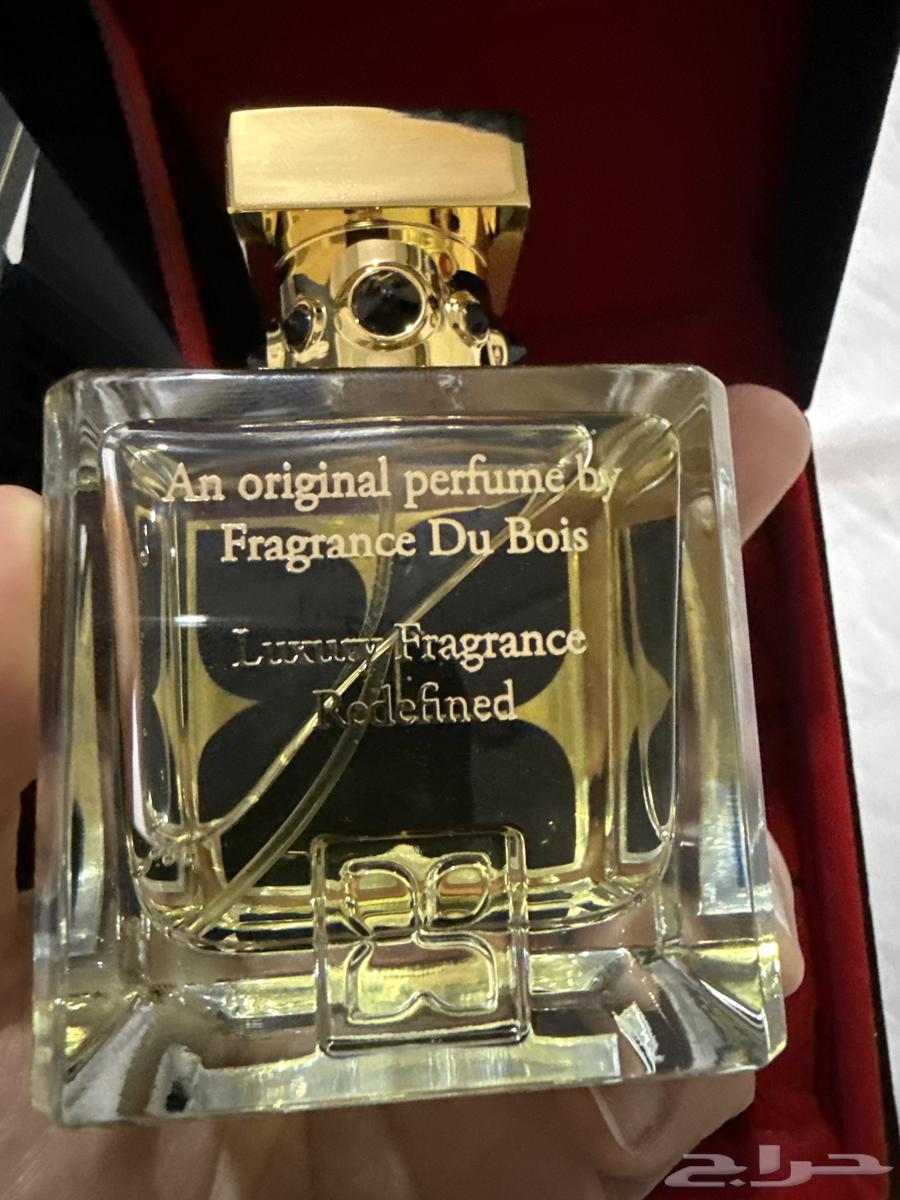 An original perfume by
Fragrance Du Bois
Luxury Fragrance
Redefined
حراج